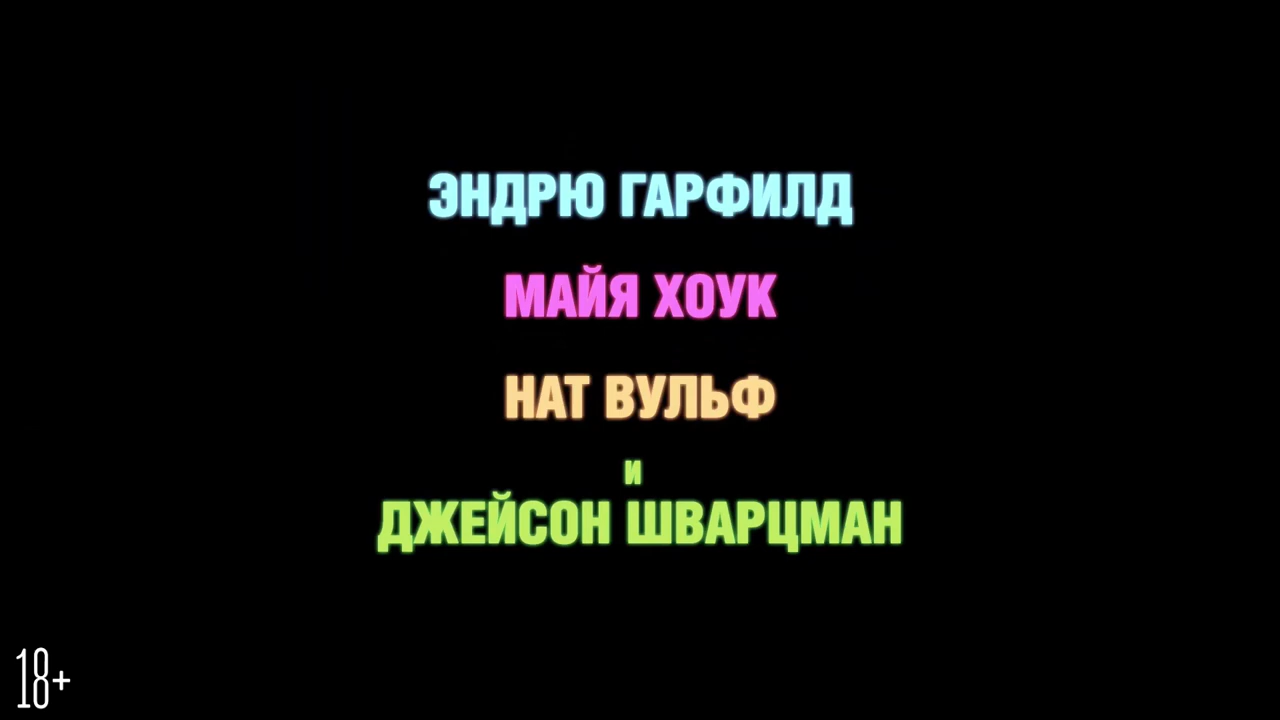 ЭНДРЮ ГАРФИЛД
МАЙЯ ХОУК
НАТ ВУЛЬФ
И
ДЖЕЙСОН ШВАРЦМАН
18+